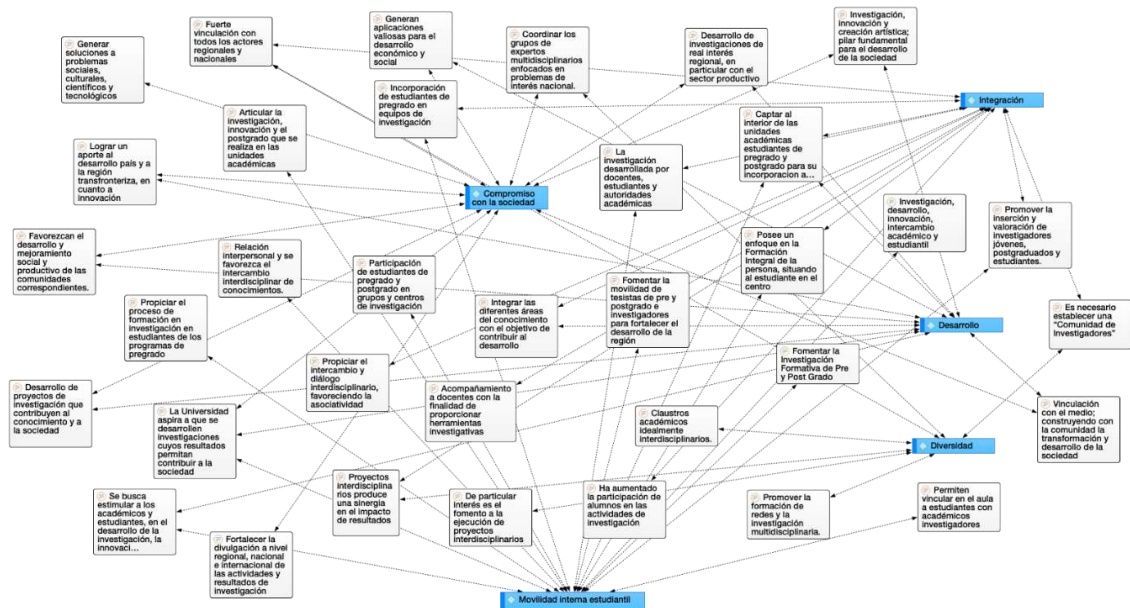 Generar
soluciones a
problemas
sociales,
culturales,
científicos y
tecnológicos
Fuerte
vinculación con
todos los actores
regionales y
nacionales
Generan
aplicaciones
valiosas para el
desarrollo
económico y
social
Coordinar los
grupos de
expertos
multidisciplinarios
enfocados en
problemas de
interés nacional.
Desarrollo de
investigaciones de
real interés
regional, en
particular con el
sector productivo
Investigación,
innovación y
creación artística;
pilar fundamental
para el desarrollo
de la sociedad
Incorporación
de estudiantes de
pregrado en
equipos de
investigación
Integración
Articular la
investigación,
innovación y el
postgrado que se
realiza en las
unidades
académicas
Captar al
interior de las
unidades
académicas
estudiantes de
pregrado y
postgrado para su
incorporacion a...
Lograr un
aporte al
desarrollo país y a
la región
transfronteriza, en
cuanto a
innovación
La
investigación
desarrollada por
docentes,
estudiantes y
autoridades
académicas
Compromiso
con la sociedad
Investigación,
desarrollo,
innovación,
intercambio
académico y
estudiantil
Promover la
inserción y
valoración de
investigadores
jóvenes,
postgraduados y
estudiantes.
Favorezcan el
desarrollo y
mejoramiento
social y
productivo de las
comunidades
correspondientes.
Relación
interpersonal y se
favorezca el
intercambio
interdisciplinar de
conocimientos.
Posee un
enfoque en la
Formación
Integral de la
persona, situando
al estudiante en el
centro
Participación
de estudiantes de
pregrado y
postgrado en
grupos y centros
de investigación
Fomentar la
movilidad de
tesistas de pre y
postgrado e
investigadores
para fortalecer el
desarrollo de la
región
Propiciar el
proceso de
formación en
investigación en
estudiantes de los
programas de
pregrado
Integrar las
diferentes áreas
del conocimiento
con el objetivo de
contribuir al
desarrollo
Es necesario
establecer una
"Comunidad de
Investigadores"
Desarrollo
Fomentar la
Investigación
Formativa de Pre
y Post Grado
Propiciar el
intercambio y
diálogo
interdisciplinario,
favoreciendo la
asociatividad
Desarrollo de
proyectos de
investigación que
contribuyen al
conocimiento y a
la sociedad
Acompañamiento
a docentes con la
finalidad de
proporcionar
herramientas
investigativas
La Universidad
aspira a que se
desarrollen
investigaciones
cuyos resultados
permitan
contribuir a la
sociedad
Claustros
académicos
idealmente
interdisciplinarios.
Vinculación
con el medio;
construyendo con
la comunidad la
transformación y
desarrollo de la
sociedad
Diversidad
Proyectos
interdisciplina
rios produce
una sinergia
en el impacto
de resultados
Se busca
estimular a los
académicos y
estudiantes, en el
desarrollo de la
investigación, la
innovaci...
De particular
interés es el
fomento a la
ejecución de
proyectos
interdisciplinarios
Ha aumentado
la participación de
alumnos en las
actividades de
investigación
Promover la
formación de
redes y la
investigación
multidisciplinaria.
Permiten
vincular en el aula
a estudiantes con
académicos
investigadores
Fortalecer la
divulgación a nivel
regional, nacional
e internacional de
las actividades y
resultados de
investigación
Movilidad interna estudiantil